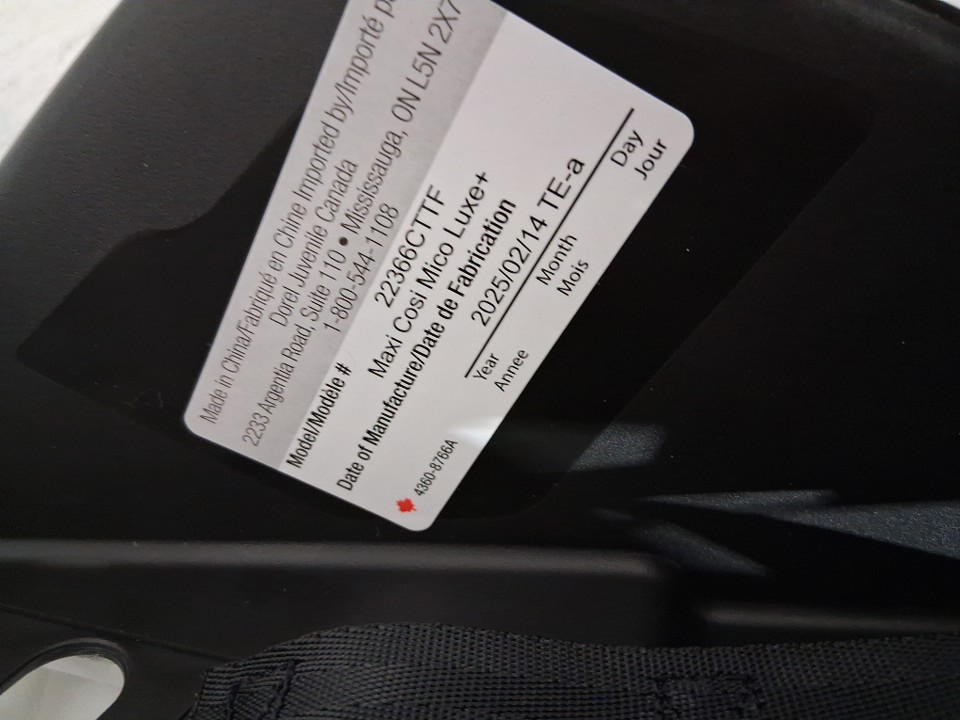 Made in China/Fabriqué en Chine Imported by/Importé
Dorel Juvenile Canada
2233 Argentia Road, Suite 110 • Mississauga, ON L5N 2X7
1-800-544-1108
Model/Modèle #
22366CTTF
Maxi Cosi Mico Luxe+
Date of Manufacture/Date de Fabrication
2025/02/14 TE-a
Year Month Day
Annee Mois Jour
4360-8766A